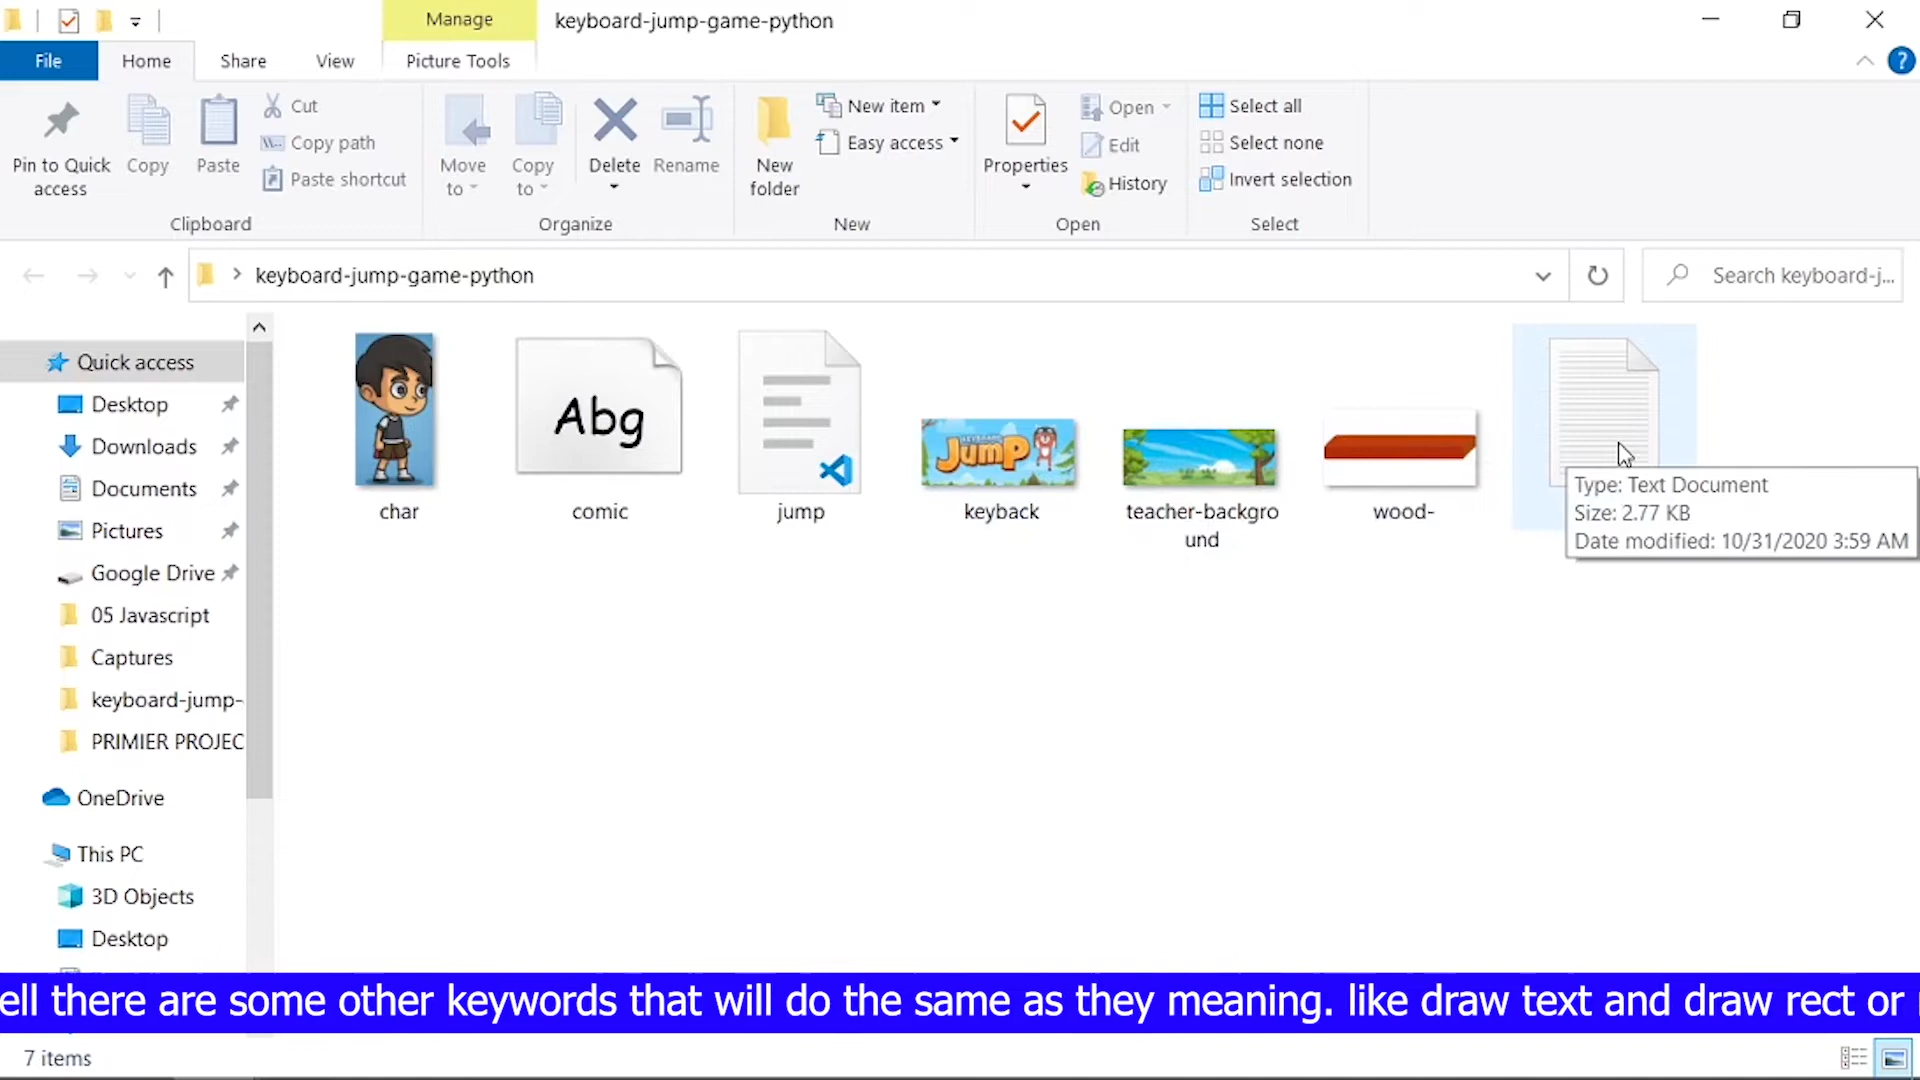 Manage
keyboard-jump-game-python
File
Home
Share
View
Picture Tools
Pin to Quick access
Copy
Paste
Cut
Copy path
Paste shortcut
Clipboard
Move to
Copy to
Delete
Rename
Organize
New folder
New item
Easy access
New
Properties
Open
Edit
History
Open
Select all
Select none
Invert selection
Select
keyboard-jump-game-python
Search keyboard-j...
Quick access
Desktop
Downloads
Documents
Pictures
Google Drive
05 Javascript
Captures
keyboard-jump-
PRIMIER PROJEC
OneDrive
This PC
3D Objects
Desktop
Abg
KEYBOARD
JUMP
char
comic
jump
keyback
teacher-backgro
und
wood-
Type: Text Document
Size: 2.77 KB
Date modified: 10/31/2020 3:59 AM
ell there are some other keywords that will do the same as they meaning. like draw text and draw rect or
7 items